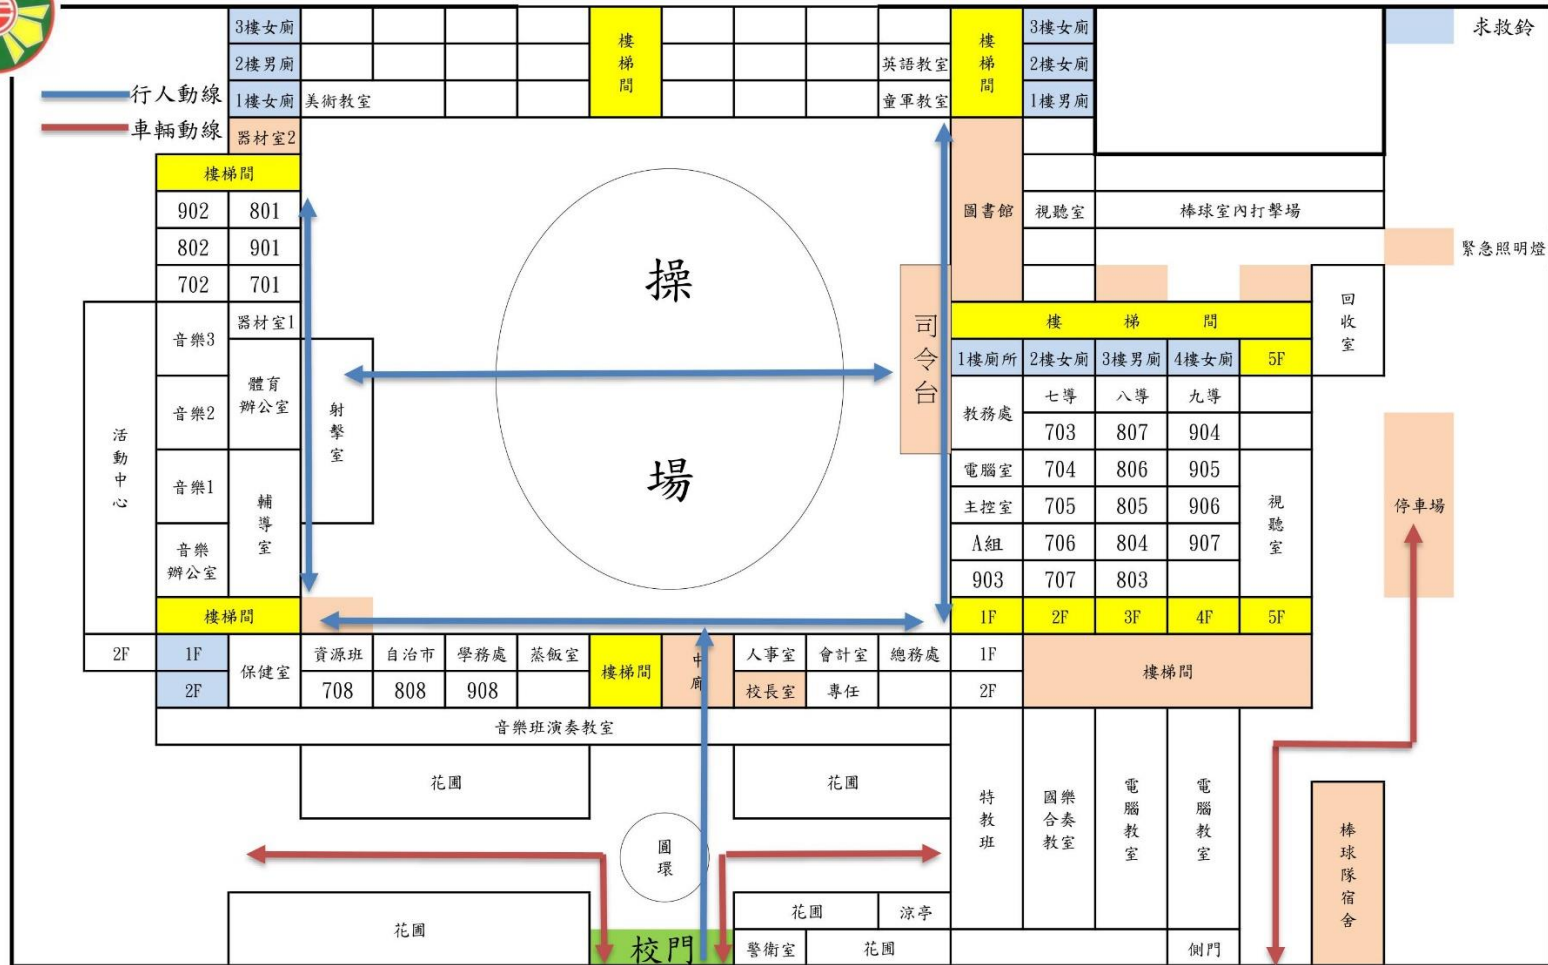 3樓女廁
樓梯間
樓梯間
3樓女廁
求救鈴
2樓男廁
英語教室
2樓女廁
行人動線
1樓女廁
美術教室
童軍教室
1樓男廁
車輛動線
器材室2
樓梯間
902
801
圖書館
視聽室
棒球室內打擊場
802
901
緊急照明燈
702
701
操
場
司令台
回收室
活動中心
音樂3
器材室1
樓梯間
體育
辦公室
射擊室
1樓廁所
2樓女廁
3樓男廁
4樓女廁
5F
音樂2
教務處
七導
八導
九導
703
807
904
音樂1
輔導室
電腦室
704
806
905
視聽室
停車場
主控室
705
805
906
音樂
辦公室
A組
706
804
907
903
707
803
樓梯間
1F
2F
3F
4F
5F
2F
1F
保健室
資源班
自治市
學務處
蒸飯室
樓梯間
中廊
人事室
會計室
總務處
1F
樓梯間
2F
708
808
908
校長室
專任
2F
音樂班演奏教室
花圃
花圃
特教班
國樂
合奏
教室
電腦教室
電腦教室
圓環
棒球隊宿舍
花圃
花圃
涼亭
校門
警衛室
花圃
側門